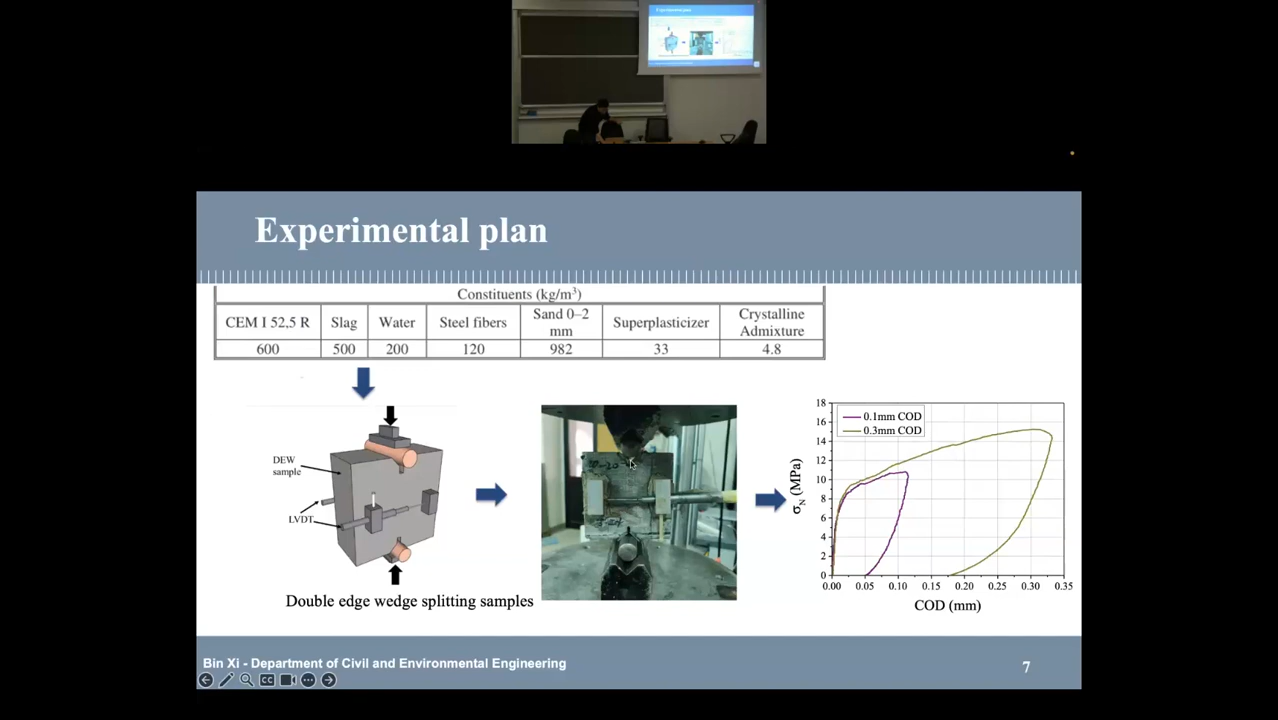 Experimental plan
Experimental plan
Constituents (kg/m³)
CEM I 52,5 R
Slag
Water
Steel fibers
Sand 0–2
mm
Superplasticizer
Crystalline
Admixture
600
500
200
120
982
33
4.8
DEW
sample
LVDT
Double edge wedge splitting samples
0.1mm COD
0.3mm COD
18
16
14
12
10
8
6
4
2
0
σN (MPa)
0.00 0.05 0.10 0.15 0.20 0.25 0.30 0.35
COD (mm)
Bin Xi - Department of Civil and Environmental Engineering
7
CC